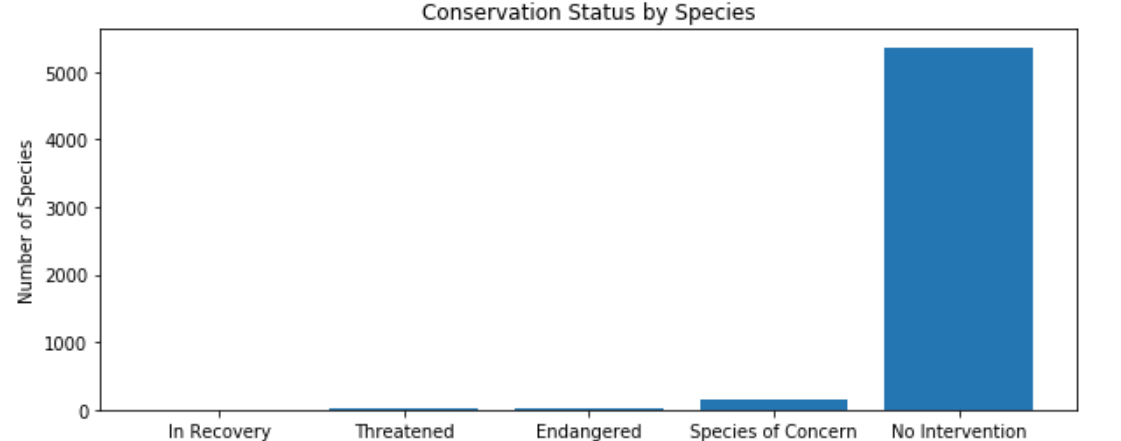 Conservation Status by Species
Number of Species
5000
4000
3000
2000
1000
0
In Recovery
Threatened
Endangered
Species of Concern
No Intervention